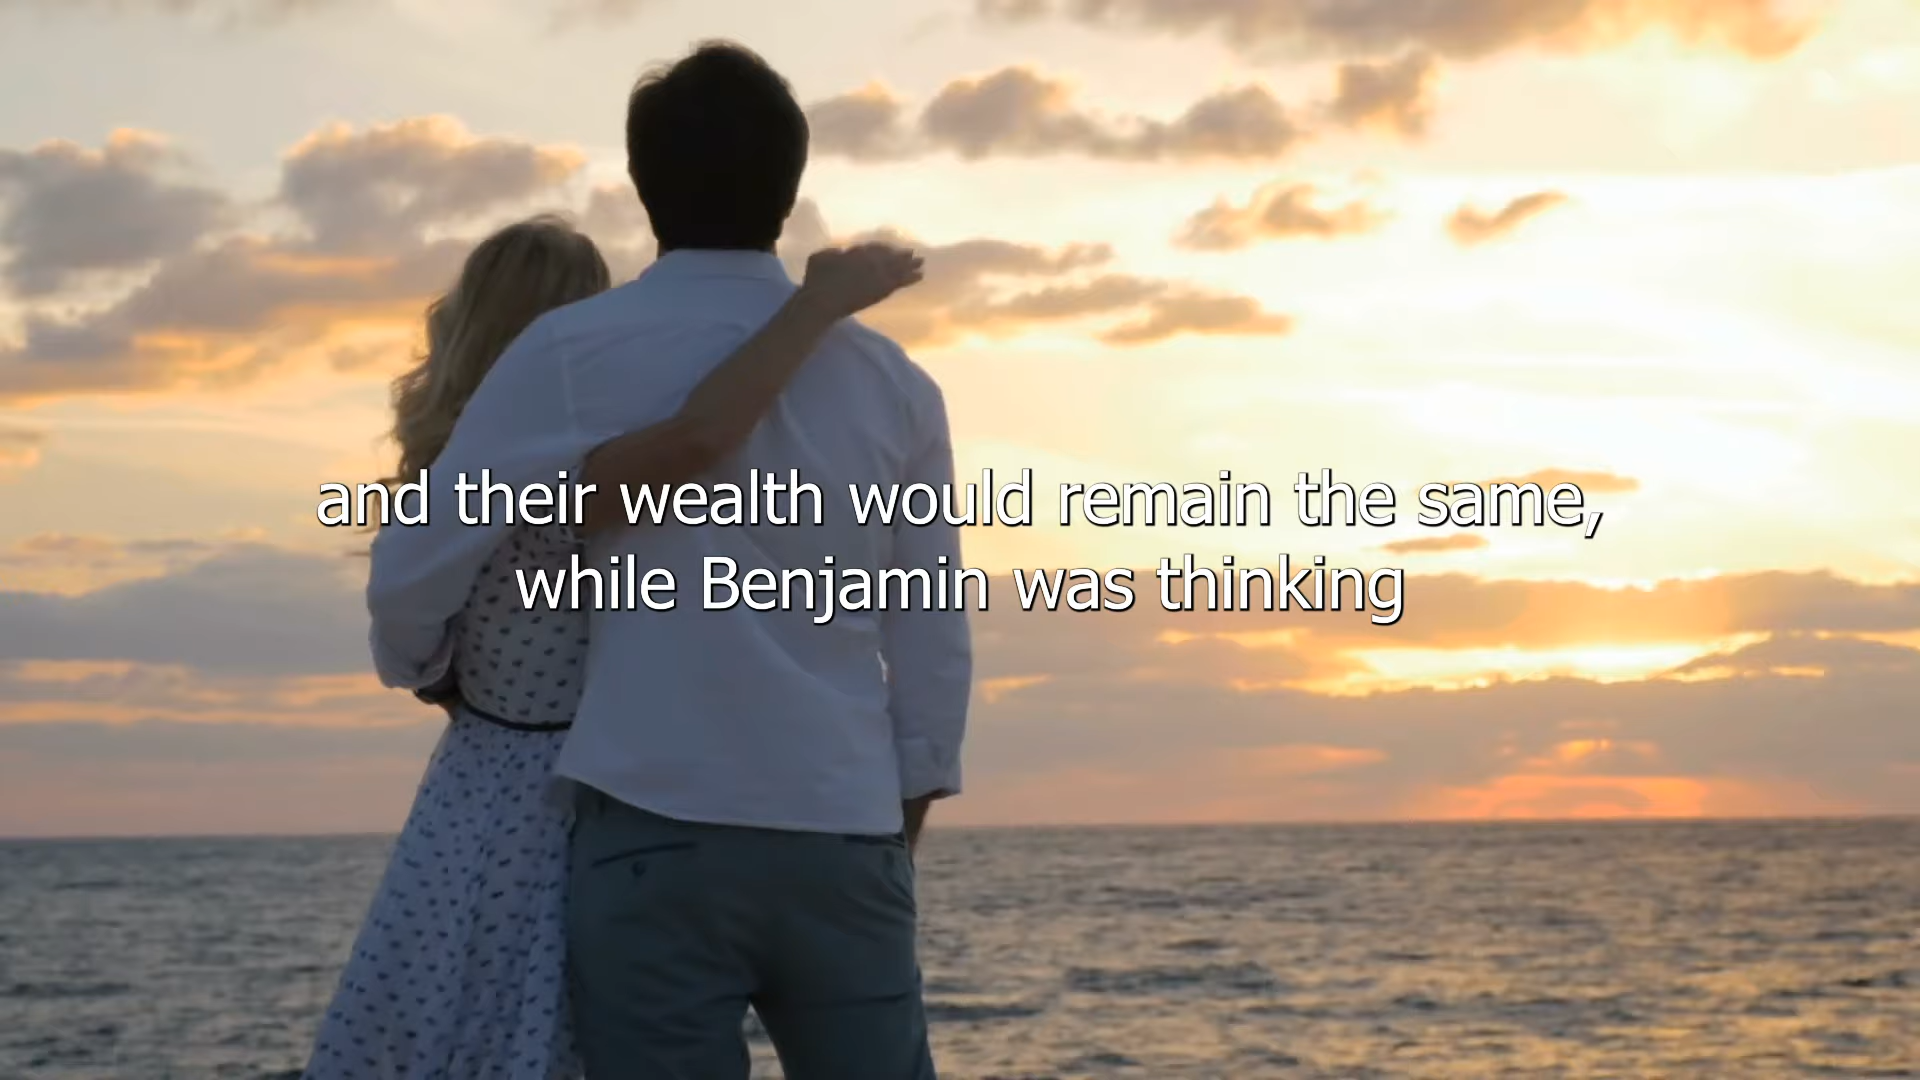 and their wealth would remain the same,
while Benjamin was thinking